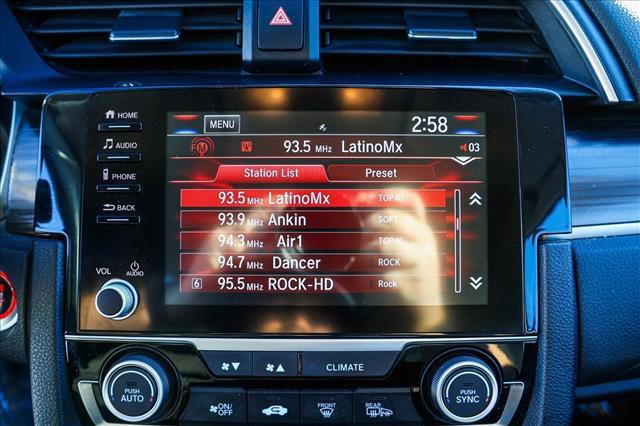 HOME
AUDIO
PHONE
BACK
VOL
AUDIO
MENU
2:58
FM
93.5 MHz LatinoMx
03
Station List Preset
93.5 MHz LatinoMx TOP40
93.9 MHz Ankin SOFT
94.3 MHz Air1 TOP40
94.7 MHz Dancer ROCK
6 95.5 MHz ROCK-HD Rock
CLIMATE
PUSH
AUTO
ON/OFF
FRONT
REAR
PUSH
SYNC